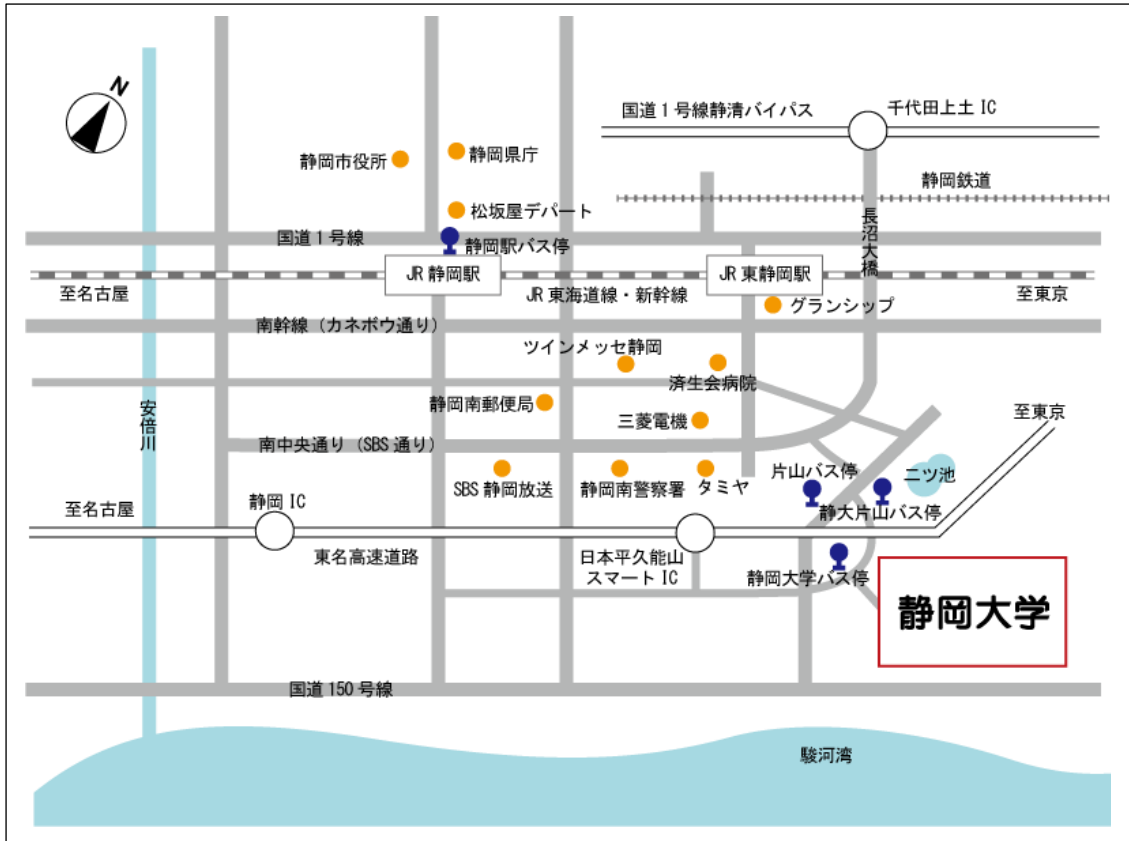 N
国道1号線静清バイパス
千代田上土 IC
静岡市役所
静岡県庁
静岡鉄道
松坂屋デパート
長沼大橋
国道1号線
静岡駅バス停
JR 静岡駅
JR 東静岡駅
至名古屋
JR 東海道線・新幹線
至東京
グランシップ
南幹線(カネボウ通り)
ツインメッセ静岡
済生会病院
安倍川
静岡南郵便局
三菱電機
至東京
南中央通り(SBS 通り)
片山バス停
二ツ池
SBS 静岡放送
静岡南警察署
タミヤ
静岡 IC
至名古屋
静大片山バス停
東名高速道路
日本平久能山
スマート IC
静岡大学バス停
静岡大学
国道 150 号線
駿河湾